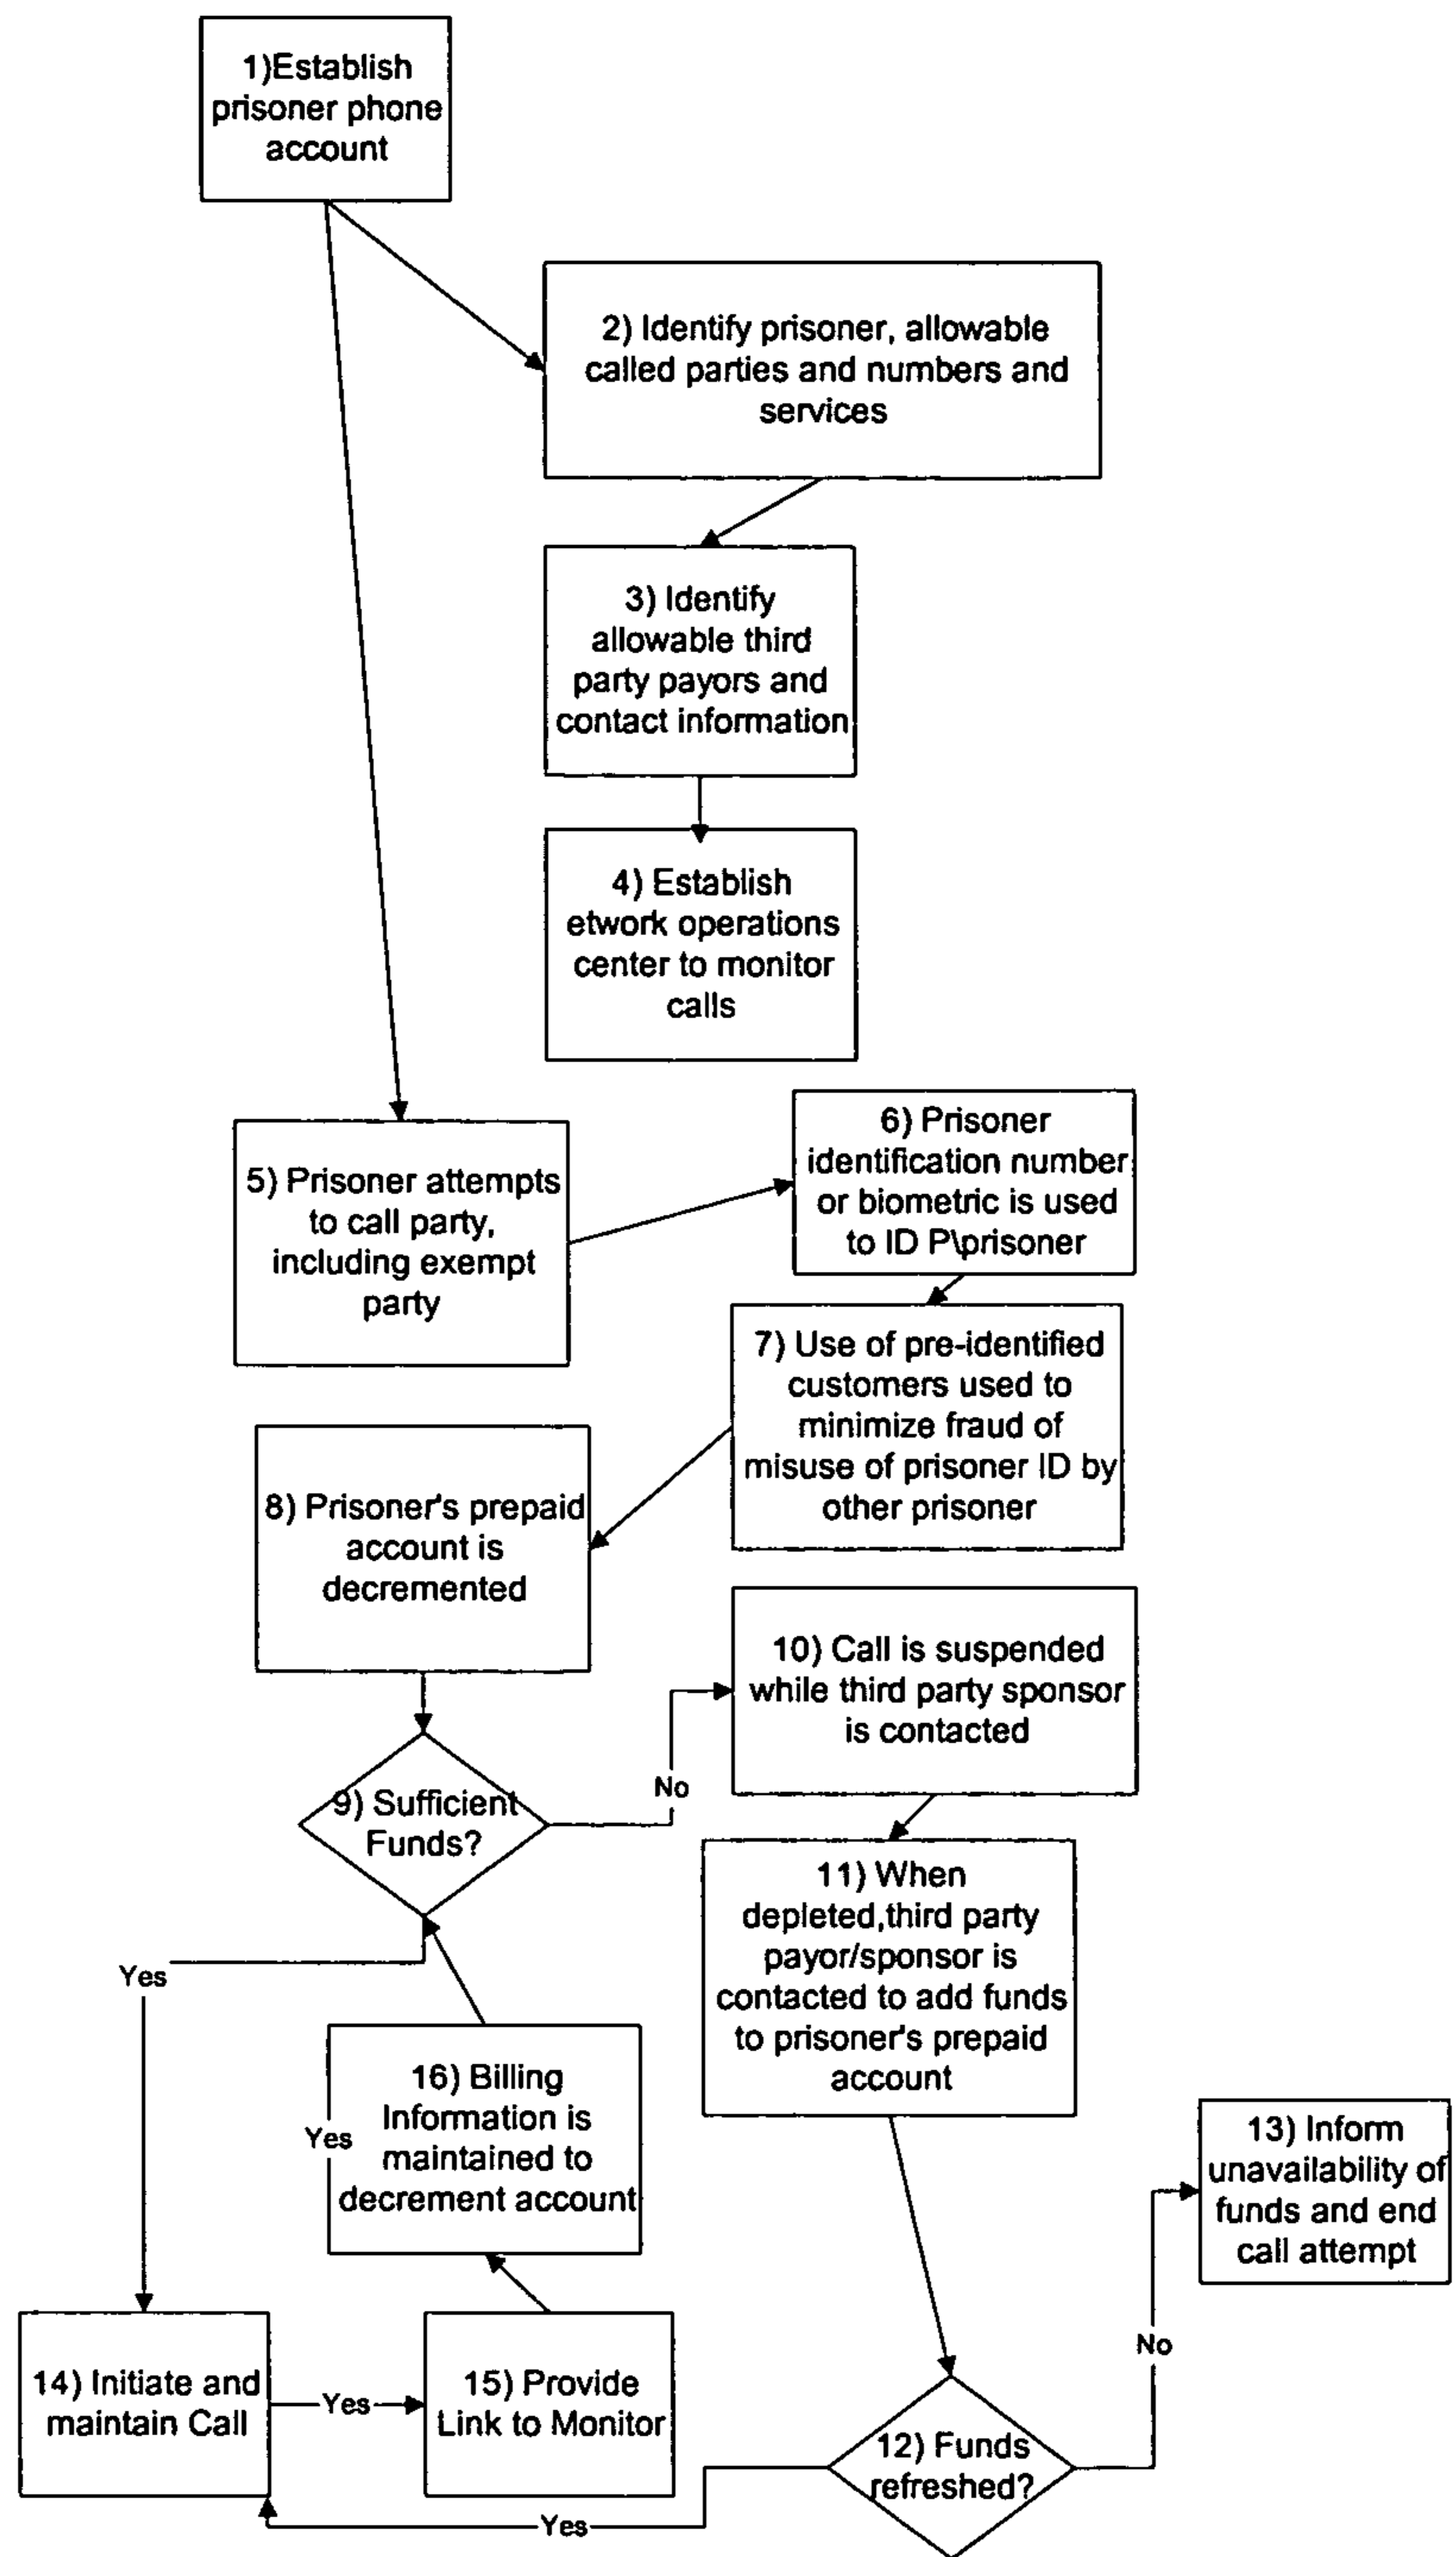 1)Establish
prisoner phone
account
2) Identify prisoner, allowable
called parties and numbers and
services
3) Identify
allowable third
party payors and
contact information
4) Establish
etwork operations
center to monitor
calls
5) Prisoner attempts
to call party,
including exempt
party
6) Prisoner
identification number
or biometric is used
to ID P\prisoner
7) Use of pre-identified
customers used to
minimize fraud of
misuse of prisoner ID by
other prisoner
8) Prisoner's prepaid
account is
decremented
9) Sufficient
Funds?
No
10) Call is suspended
while third party sponsor
is contacted
11) When
depleted,third party
payor/sponsor is
contacted to add funds
to prisoner's prepaid
account
Yes
16) Billing
Information is
maintained to
decrement account
Yes
13) Inform
unavailability of
funds and end
call attempt
No
14) Initiate and
maintain Call
Yes
15) Provide
Link to Monitor
12) Funds
refreshed?
Yes